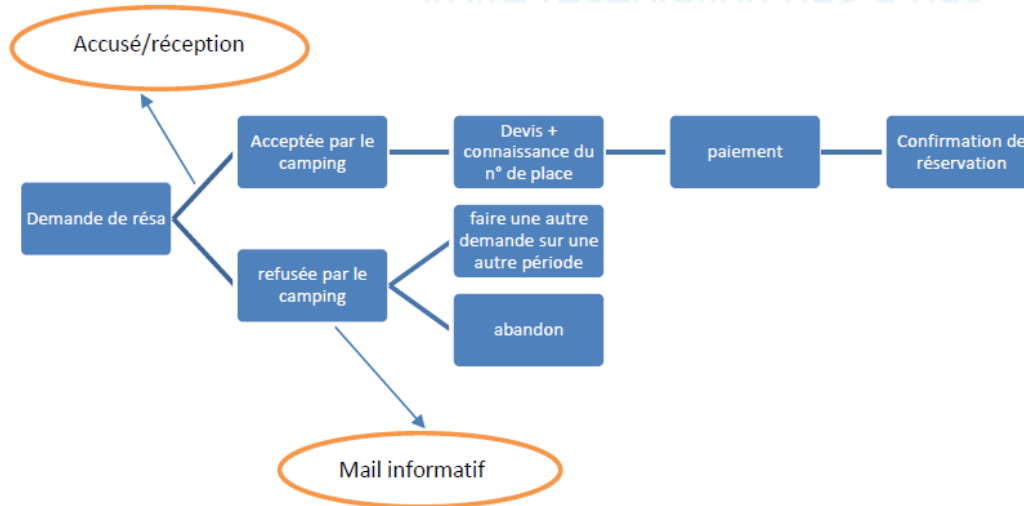 Accusé/réception
Acceptée par le
camping
Devis +
connaissance du
n° de place
paiement
Confirmation de
réservation
Demande de résa
faire une autre
demande sur une
autre période
refusée par le
camping
abandon
Mail informatif